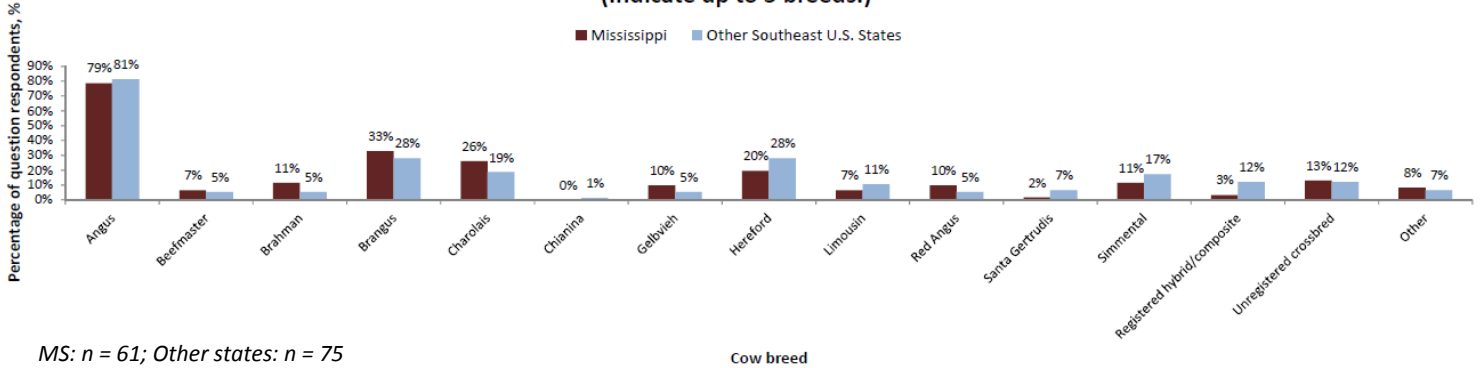 (Indicate up to 5 breeds.)
Mississippi Other Southeast U.S. States
Percentage of question respondents, %
90%
80%
70%
60%
50%
40%
30%
20%
10%
0%
79% 81%
7% 5%
11% 5%
33% 28%
26% 19%
0% 1%
10% 5%
20% 28%
7% 11%
10% 5%
2% 7%
11% 17%
3% 12%
13% 12%
8% 7%
Angus
Beefmaster
Brahman
Brangus
Charolais
Chianina
Gelbvieh
Hereford
Limousin
Red Angus
Santa Gertrudis
Simmental
Registered hybrid/composite
Unregistered crossbred
Other
MS: n = 61; Other states: n = 75
Cow breed